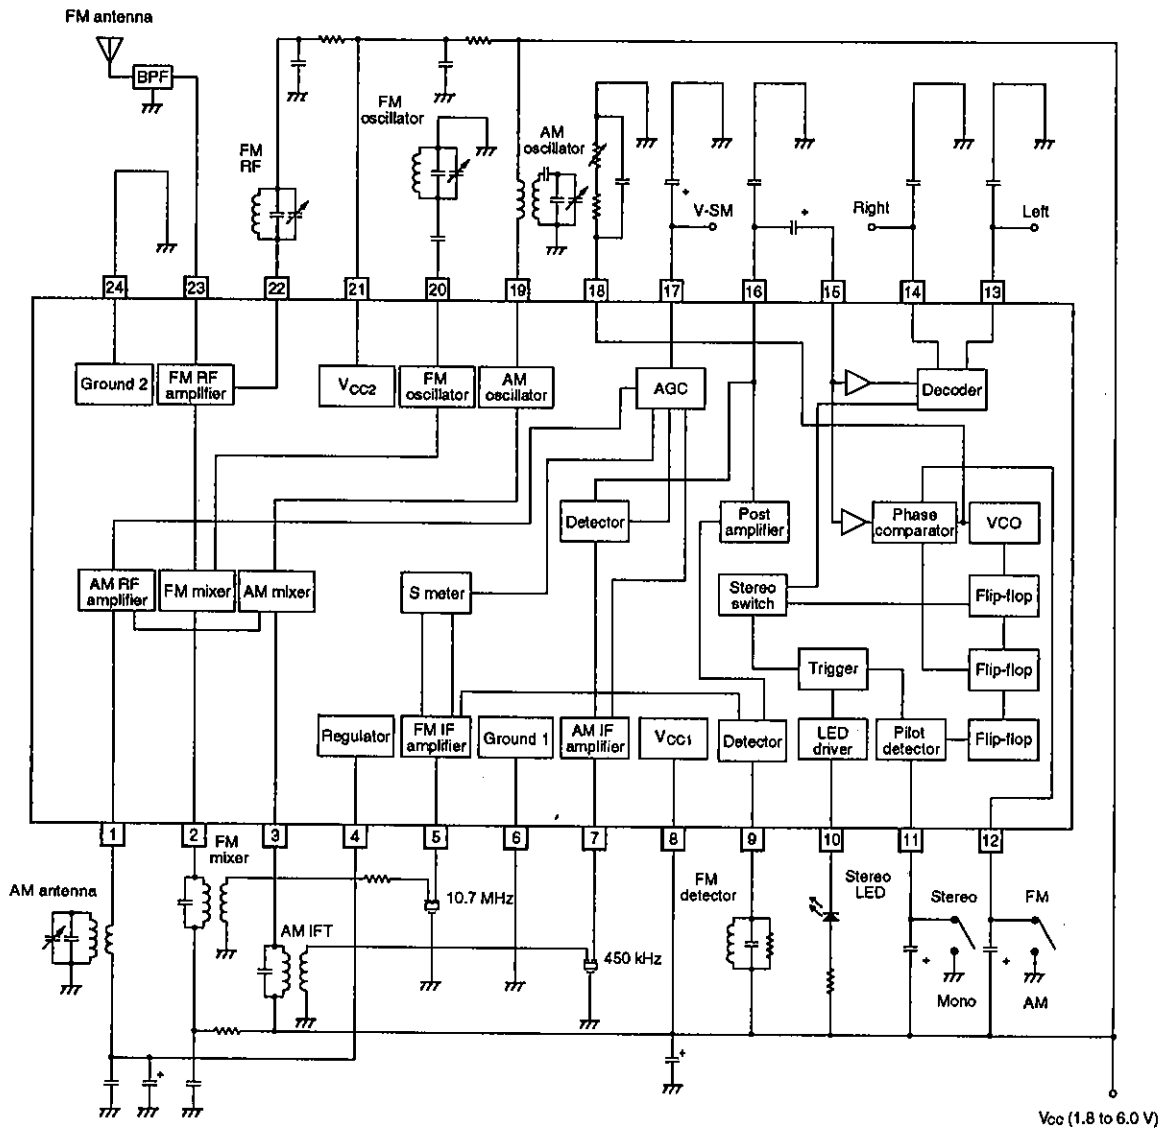 FM antenna
BPF
FM
oscillator
AM
oscillator
FM
RF
+
V-SM
+
Right
Left
24
23
22
21
20
19
18
17
16
15
14
13
Ground 2
FM RF
amplifier
VCC2
FM
oscillator
AM
oscillator
AGC
Decoder
Detector
Post
amplifier
Phase
comparator
VCO
AM RF
amplifier
FM mixer
AM mixer
S meter
Stereo
switch
Flip-flop
Trigger
Flip-flop
Regulator
FM IF
amplifier
Ground 1
AM IF
amplifier
VCC1
Detector
LED
driver
Pilot
detector
Flip-flop
1
2
3
4
5
6
7
8
9
10
11
12
FM
mixer
AM antenna
10.7 MHz
FM
detector
Stereo
LED
Stereo
FM
AM IFT
450 kHz
+
+
Mono
AM
+
+
Vcc (1.8 to 6.0 V)